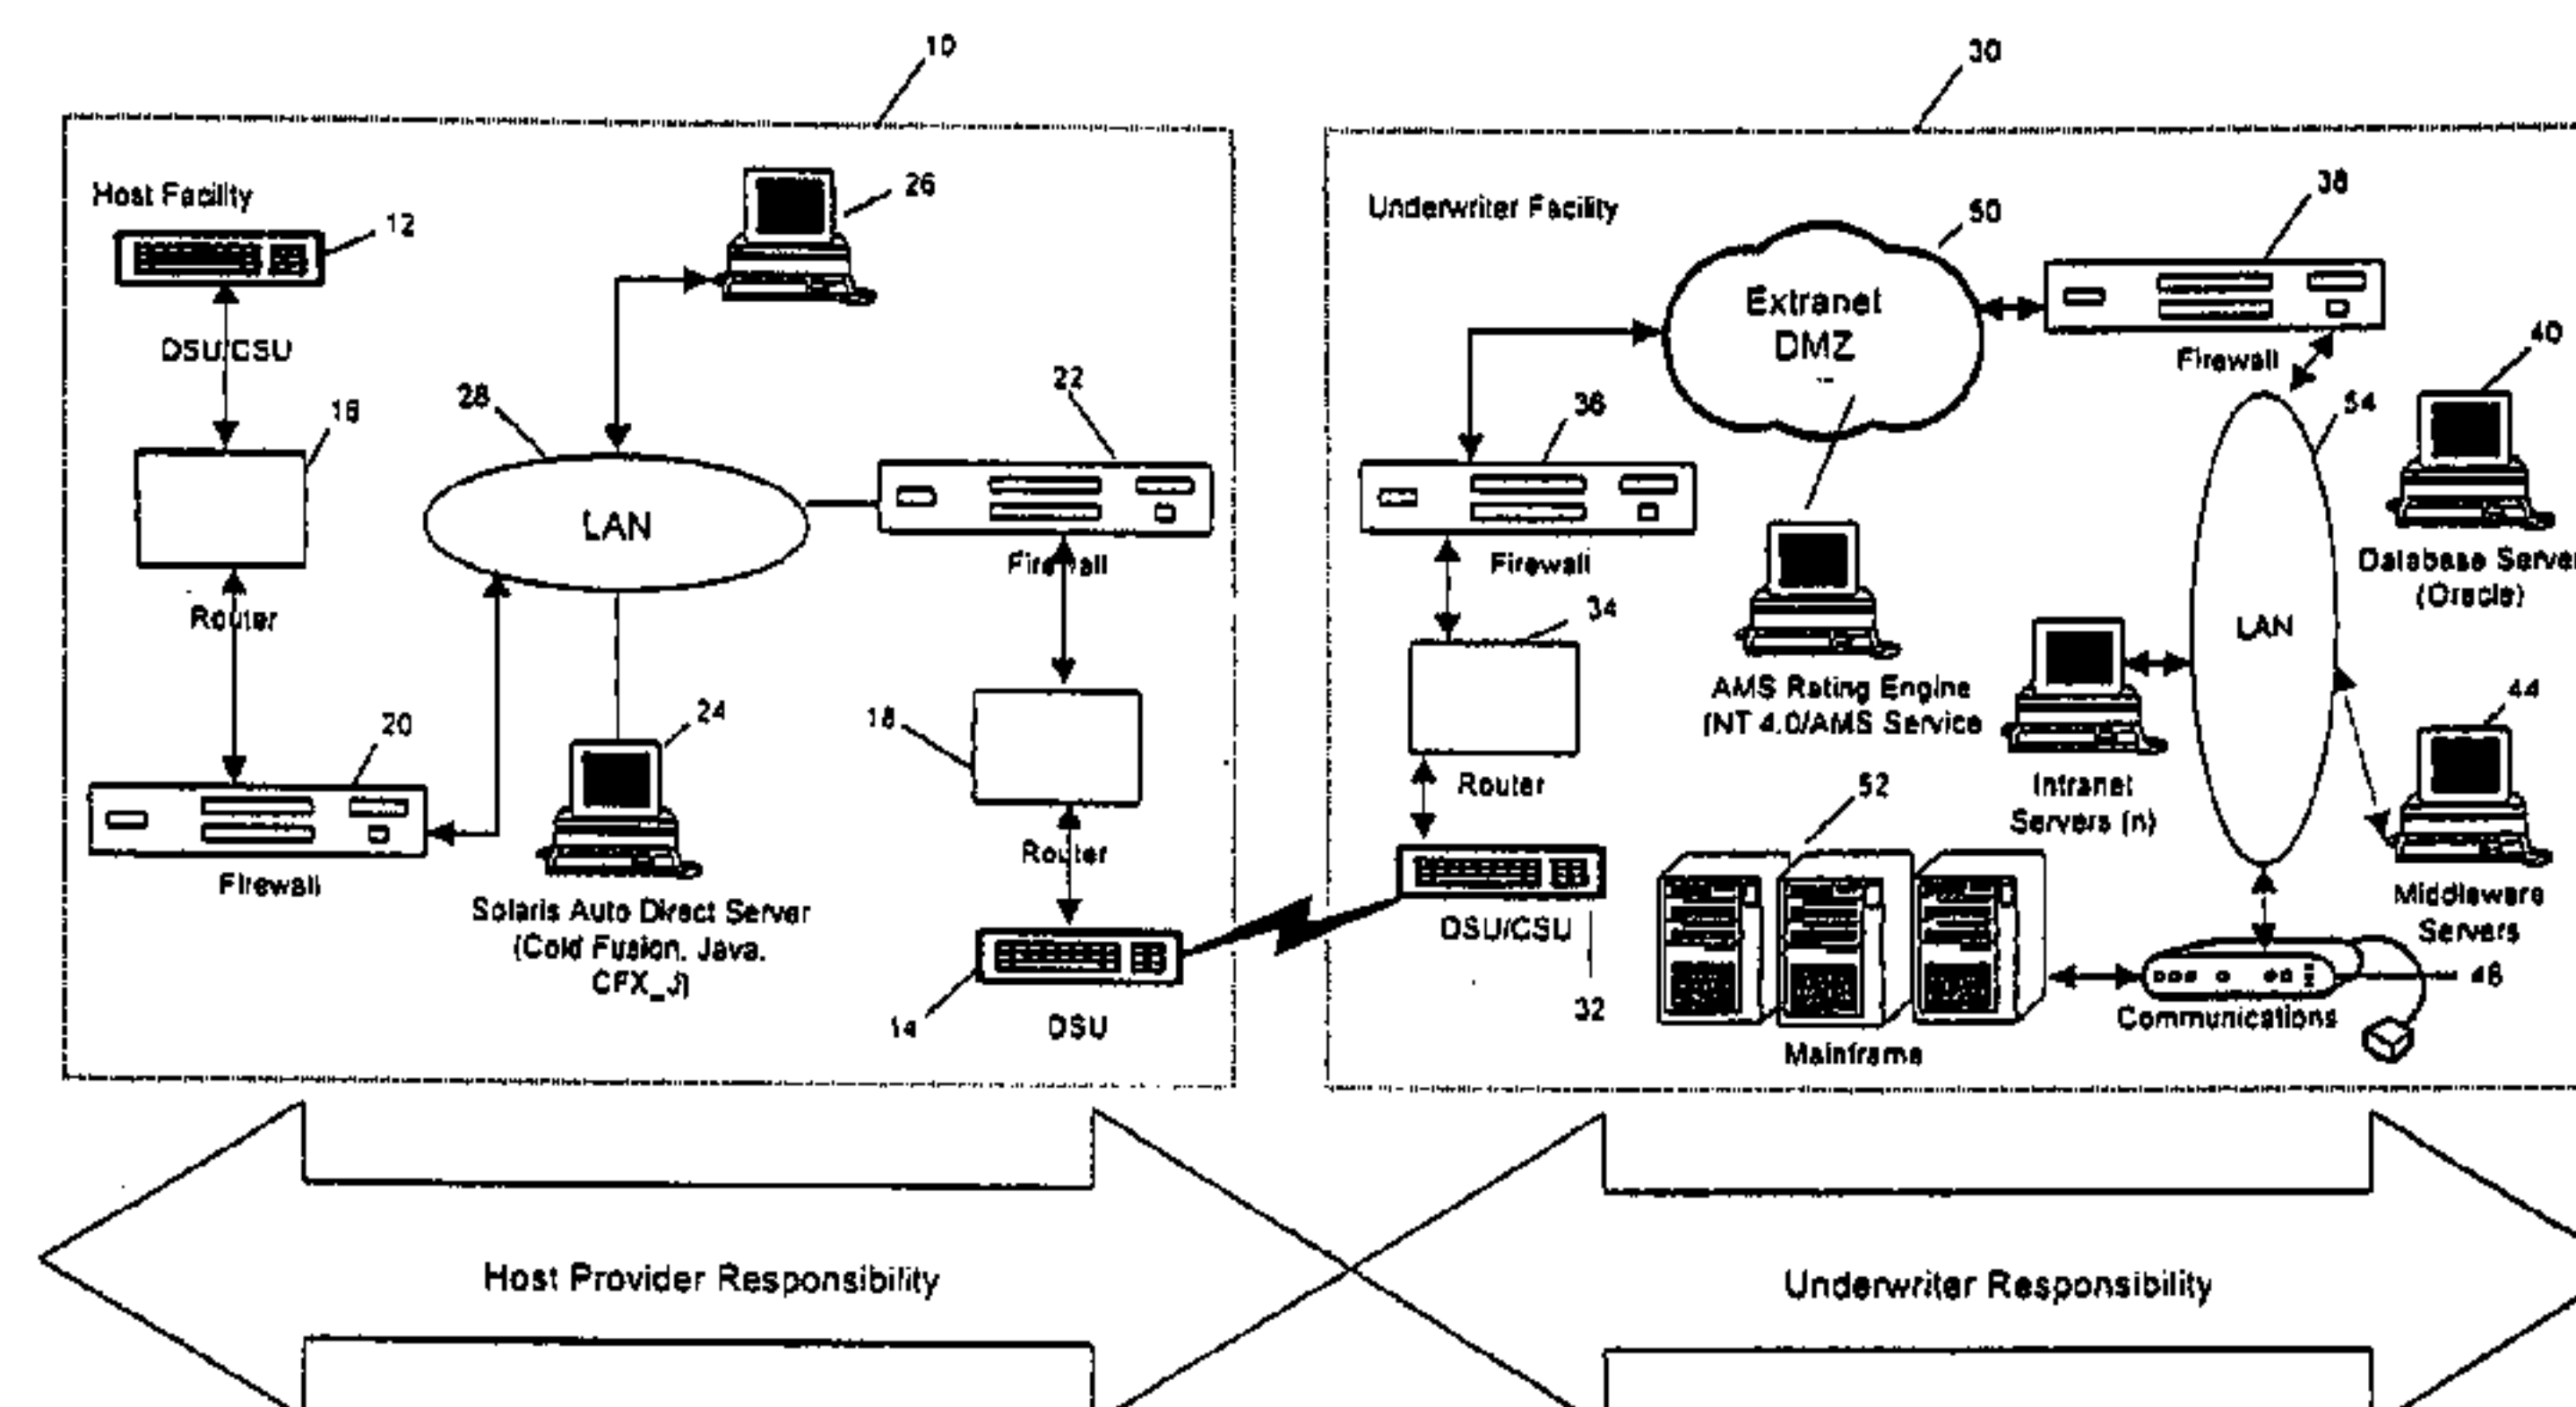 10
30
Host Facility
12
26
DSU/CSU
16
28
22
LAN
Firewall
Router
20
24
18
Firewall
Router
Solaris Auto Direct Server
(Cold Fusion, Java,
CFX_J)
14
DSU
Underwriter Facility
50
38
Extranet
DMZ
Firewall
40
36
54
Firewall
Database Server
(Oracle)
34
LAN
AMS Rating Engine
(NT 4.0/AMS Service
44
Router
52
Intranet
Servers (n)
DSU/CSU
Middleware
Servers
32
46
Communications
Mainframe
Host Provider Responsibility
Underwriter Responsibility